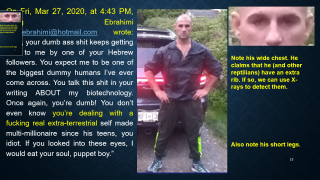 On Fri, Mar 27, 2020, at 4:43 PM,
Ebrahimi
ebrahimi@hotmail.com wrote:
your dumb ass shit keeps getting
to me by one of your Hebrew
followers. You expect me to be one of
the biggest dumb humans I've ever
come across. You talk this shit in your
writing ABOUT my biotechnology.
Once again, you're dumb! You don't
even know you're dealing with a
fucking real extra-terrestrial self made
multi-millionaire since his teens, you
idiot. If you looked into these eyes, I
would eat your soul, puppet boy."
Note his wide chest. He
claims that he (and other
reptilians) have an extra
rib. If so, we can use X-
rays to detect them.
Also note his short legs.